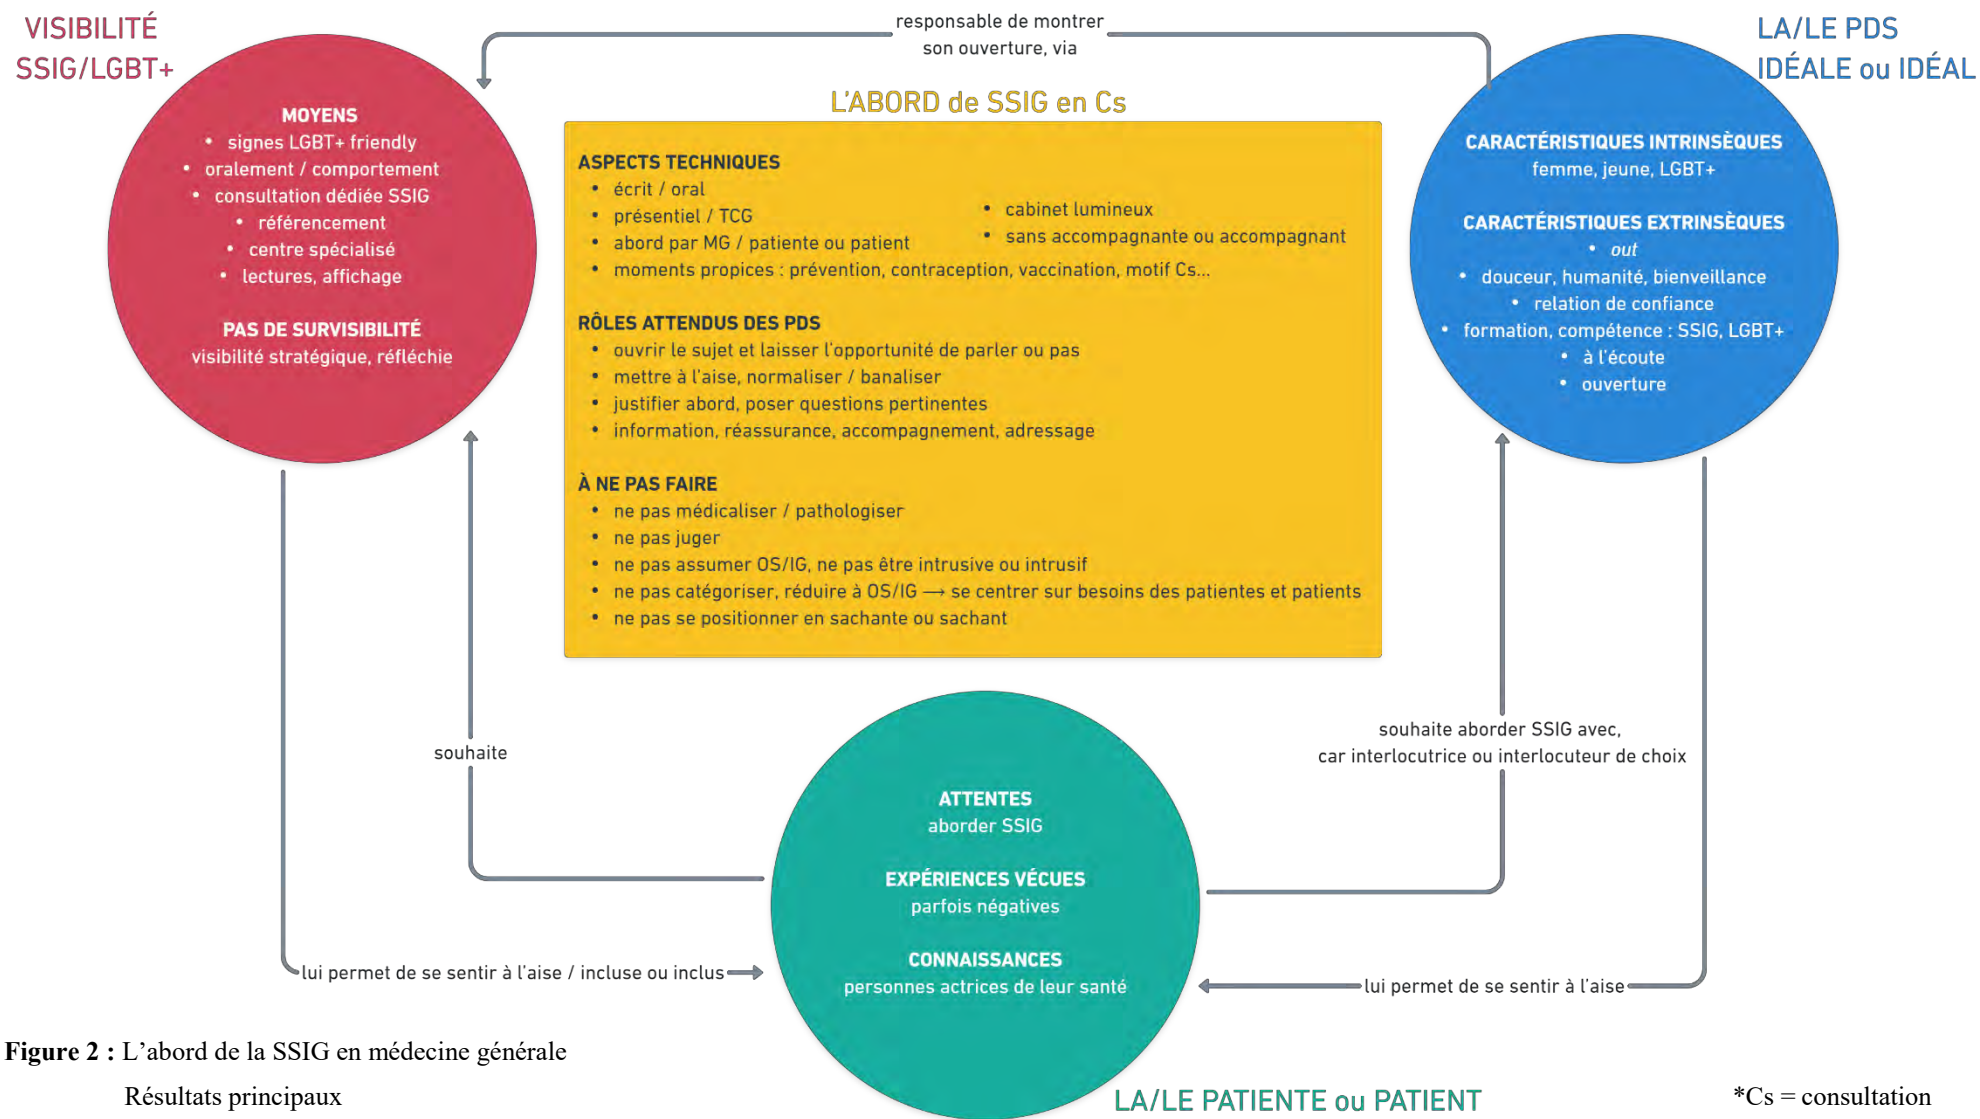 VISIBILITÉ
SSIG/LGBT+
responsable de montrer
son ouverture, via
LA/LE PDS
IDÉALE ou IDÉAL
MOYENS
• signes LGBT+ friendly
• oralement / comportement
• consultation dédiée SSIG
• référencement
• centre spécialisé
• lectures, affichage
PAS DE SURVISIBILITÉ
visibilité stratégique, réfléchie
L'ABORD de SSIG en Cs
ASPECTS TECHNIQUES
• écrit / oral
• présentiel / TCG
• abord par MG / patiente ou patient
• cabinet lumineux
• sans accompagnante ou accompagnant
• moments propices : prévention, contraception, vaccination, motif Cs...
RÔLES ATTENDUS DES PDS
• ouvrir le sujet et laisser l'opportunité de parler ou pas
• mettre à l'aise, normaliser / banaliser
• justifier abord, poser questions pertinentes
• information, réassurance, accompagnement, adressage
À NE PAS FAIRE
• ne pas médicaliser / pathologiser
• ne pas juger
• ne pas assumer OS/IG, ne pas être intrusive ou intrusif
• ne pas catégoriser, réduire à OS/IG → se centrer sur besoins des patientes et patients
• ne pas se positionner en sachante ou sachant
CARACTÉRISTIQUES INTRINSÈQUES
femme, jeune, LGBT+
CARACTÉRISTIQUES EXTRINSÈQUES
• out
• douceur, humanité, bienveillance
• relation de confiance
• formation, compétence : SSIG, LGBT+
• à l'écoute
• ouverture
souhaite
souhaite aborder SSIG avec,
car interlocutrice ou interlocuteur de choix
ATTENTES
aborder SSIG
EXPÉRIENCES VÉCUES
parfois négatives
CONNAISSANCES
personnes actrices de leur santé
lui permet de se sentir à l'aise / incluse ou inclus
lui permet de se sentir à l'aise
LA/LE PATIENTE ou PATIENT
Figure 2 : L'abord de la SSIG en médecine générale
Résultats principaux
*Cs = consultation